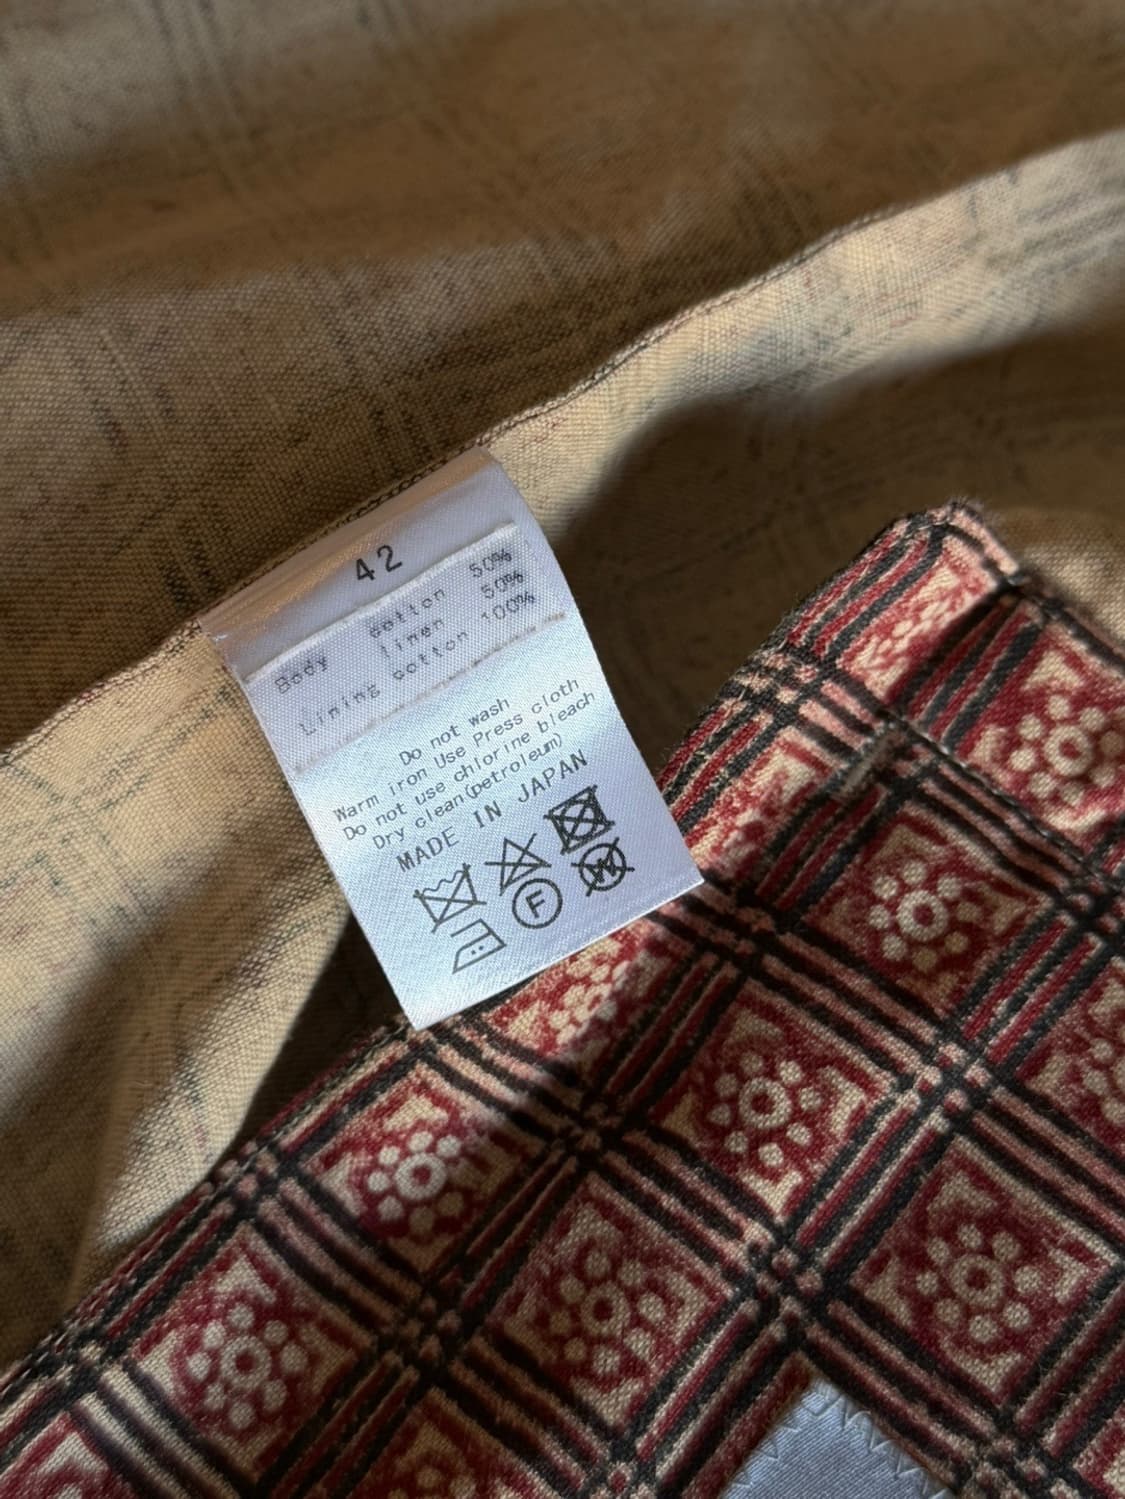 42
Body cotton 50%
linen 50%
Lining cotton 100%
Do not wash
Warm iron Use Press cloth
Do not use chlorine bleach
Dry clean(petroleum)
MADE IN JAPAN
F W